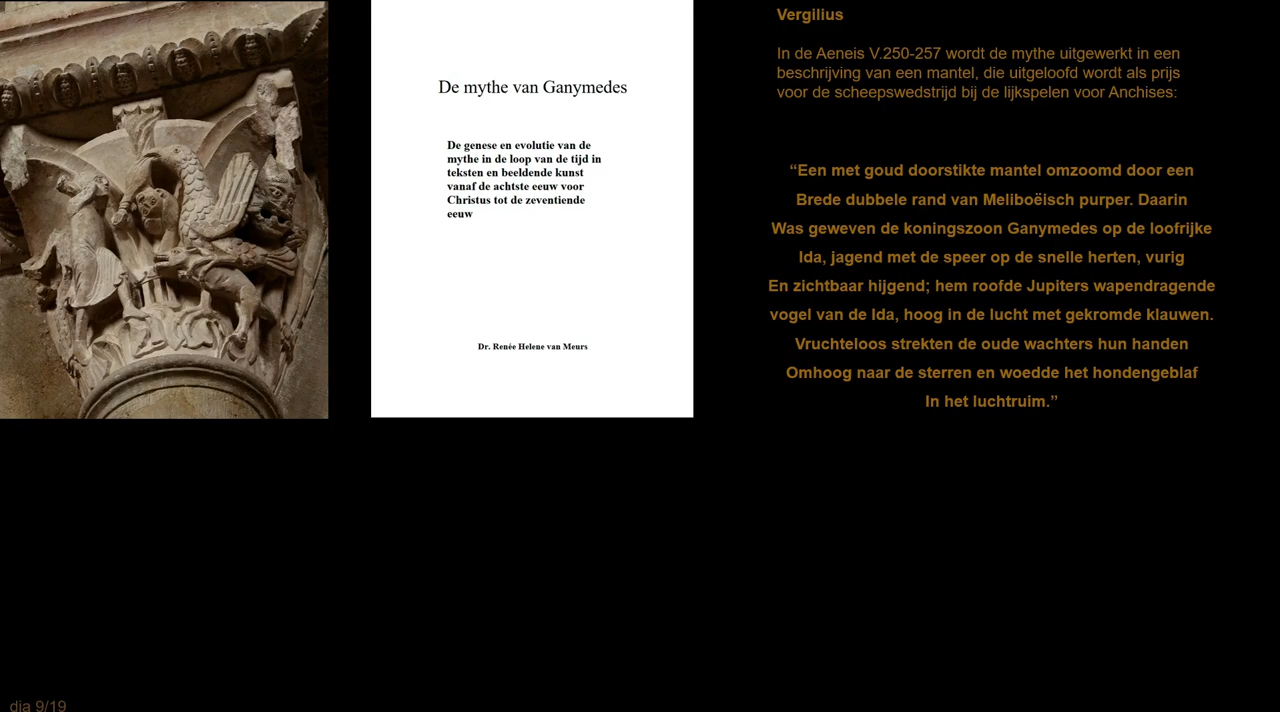 De mythe van Ganymedes
De genese en evolutie van de
mythe in de loop van de tijd in
teksten en beeldende kunst
vanaf de achtste eeuw voor
Christus tot de zeventiende
eeuw
Dr. Renée Helene van Meurs
Vergilius
In de Aeneis V.250-257 wordt de mythe uitgewerkt in een
beschrijving van een mantel, die uitgeloofd wordt als prijs
voor de scheepswedstrijd bij de lijkspelen voor Anchises:
“Een met goud doorstikte mantel omzoomd door een
Brede dubbele rand van Meliboëisch purper. Daarin
Was geweven de koningszoon Ganymedes op de loofrijke
Ida, jagend met de speer op de snelle herten, vurig
En zichtbaar hijgend; hem roofde Jupiters wapendragende
vogel van de Ida, hoog in de lucht met gekromde klauwen.
Vruchteloos strekten de oude wachters hun handen
Omhoog naar de sterren en woedde het hondengeblaf
In het luchtruim.”
dia 9/19